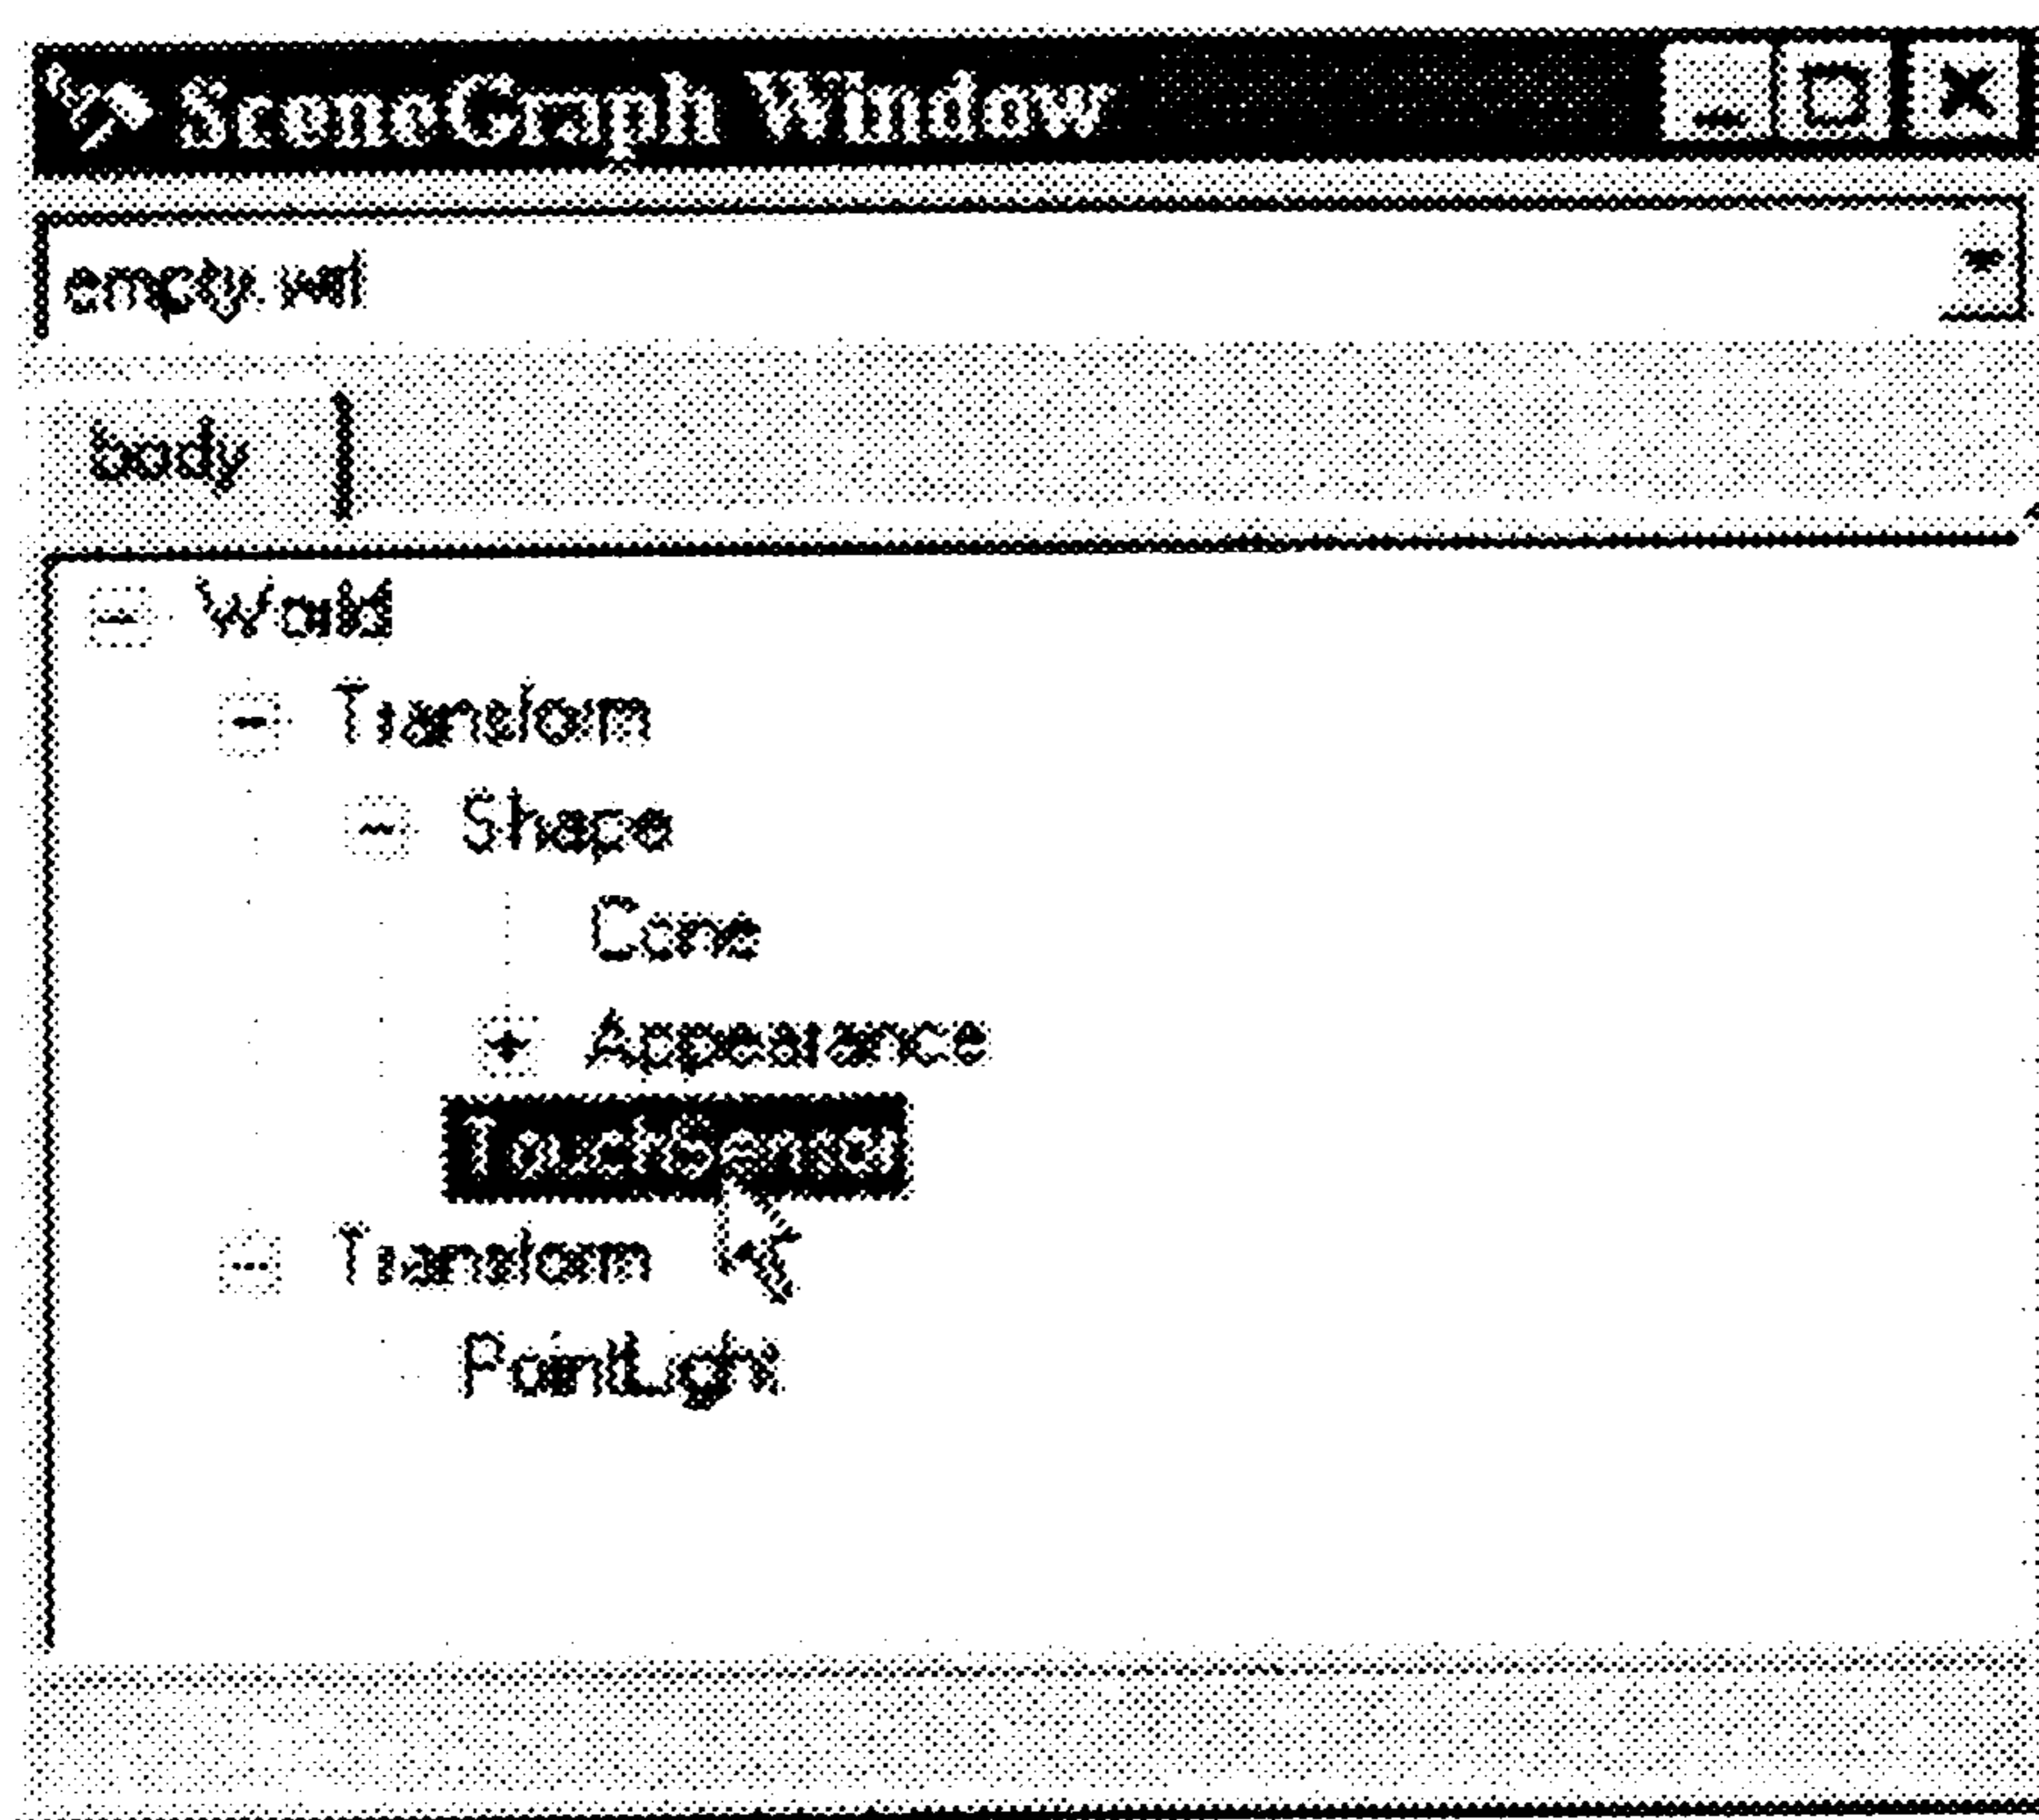 SceneGraph Window
empty.wrl
body
World
Transform
Shape
Cone
Appearance
TouchSensor
Transform
PointLight